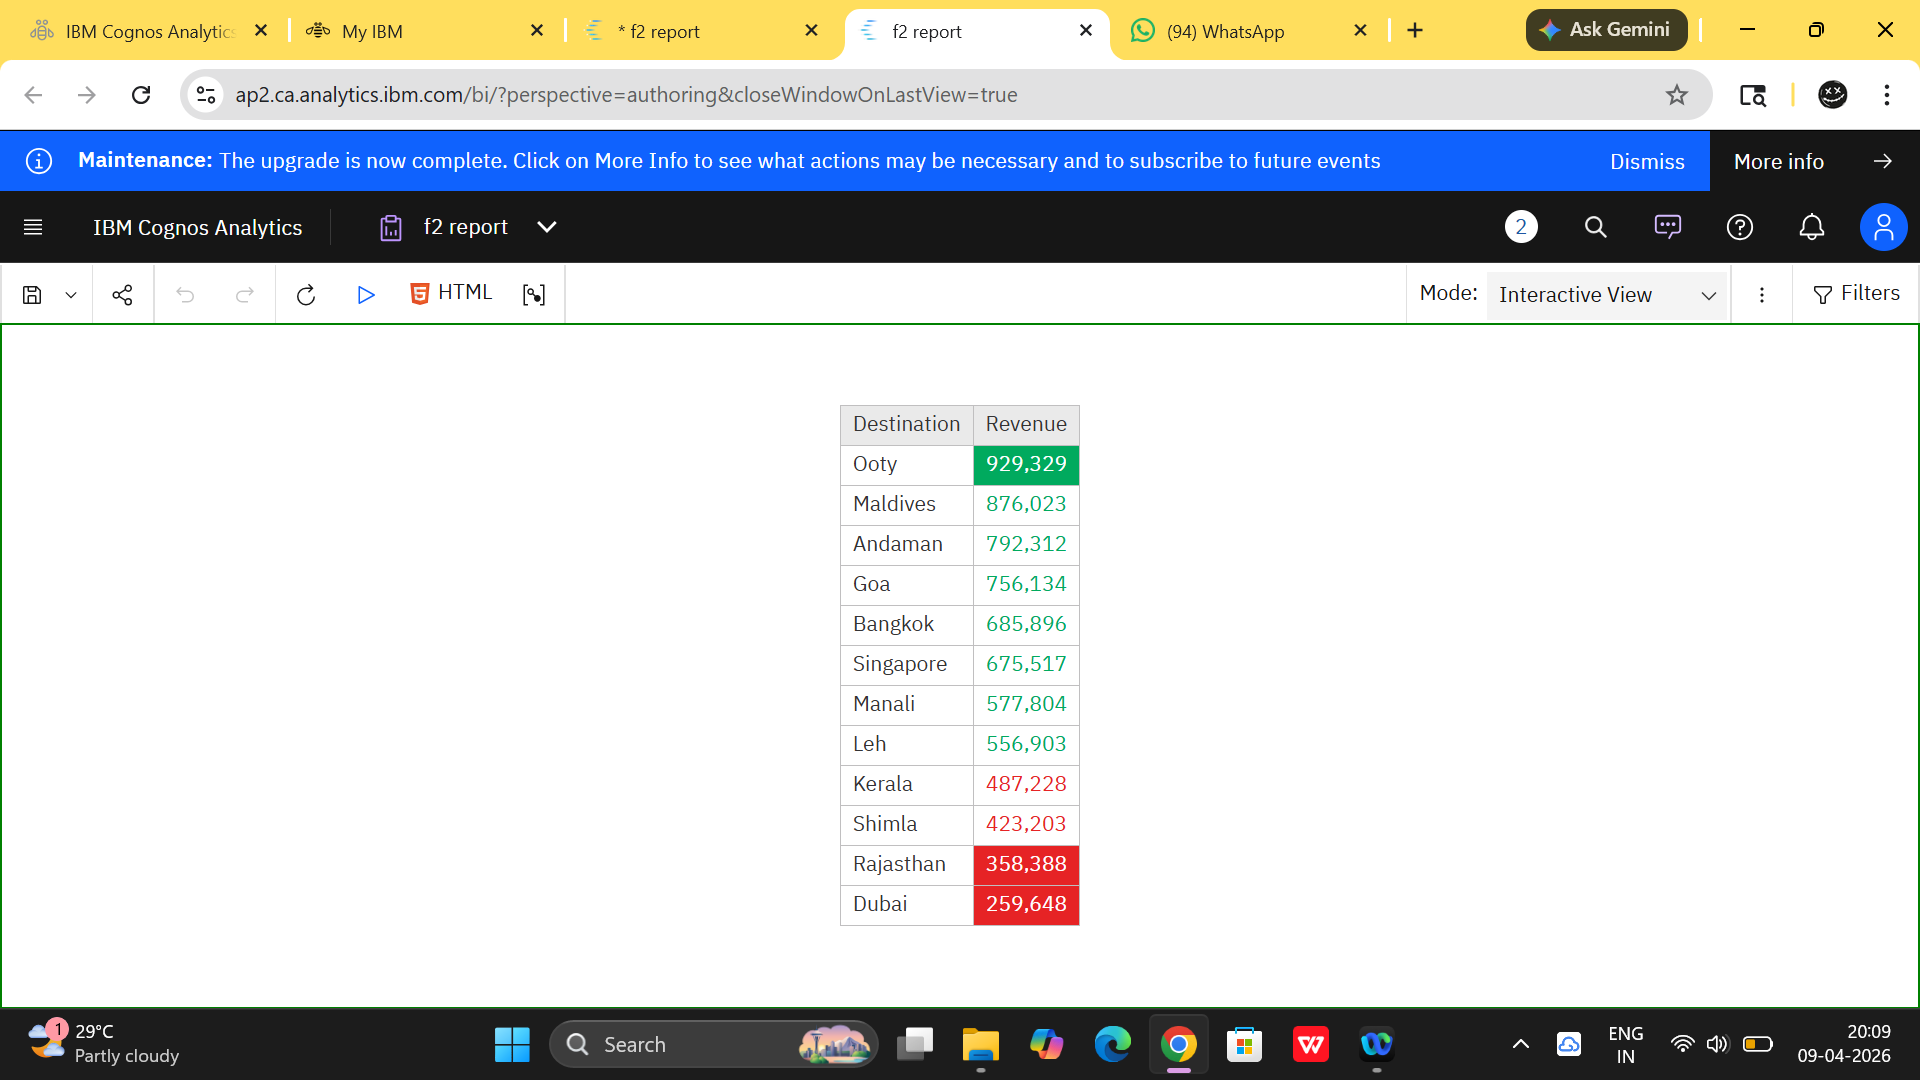 IBM Cognos Analytics
My IBM
* f2 report
f2 report
(94) WhatsApp
Ask Gemini
ap2.ca.analytics.ibm.com/bi/?perspective=authoring&closeWindowOnLastView=true
Maintenance: The upgrade is now complete. Click on More Info to see what actions may be necessary and to subscribe to future events
Dismiss
More info
IBM Cognos Analytics
f2 report
2
HTML
Mode:
Interactive View
Filters
Destination Revenue
Ooty 929,329
Maldives 876,023
Andaman 792,312
Goa 756,134
Bangkok 685,896
Singapore 675,517
Manali 577,804
Leh 556,903
Kerala 487,228
Shimla 423,203
Rajasthan 358,388
Dubai 259,648
1
29°C
Partly cloudy
Search
ENG
IN
20:09
09-04-2026